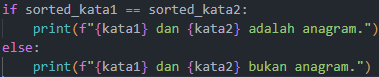 if sorted_kata1 == sorted_kata2:
    print(f"{kata1} dan {kata2} adalah anagram.")
else:
    print(f"{kata1} dan {kata2} bukan anagram.")